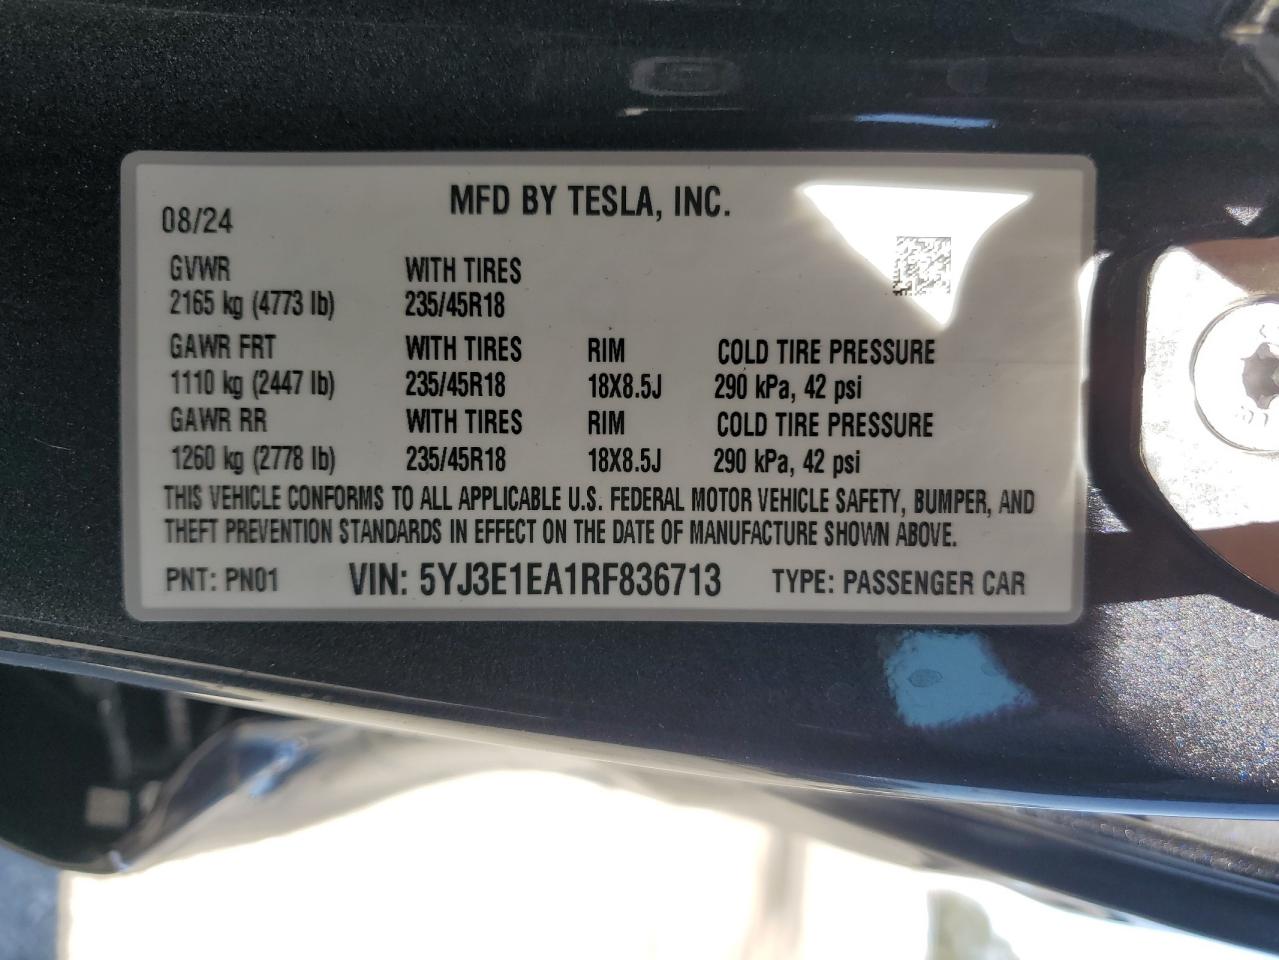 MFD BY TESLA, INC.
08/24
GVWR WITH TIRES
2165 kg (4773 lb) 235/45R18
GAWR FRT WITH TIRES RIM COLD TIRE PRESSURE
1110 kg (2447 lb) 235/45R18 18X8.5J 290 kPa, 42 psi
GAWR RR WITH TIRES RIM COLD TIRE PRESSURE
1260 kg (2778 lb) 235/45R18 18X8.5J 290 kPa, 42 psi
THIS VEHICLE CONFORMS TO ALL APPLICABLE U.S. FEDERAL MOTOR VEHICLE SAFETY, BUMPER, AND
THEFT PREVENTION STANDARDS IN EFFECT ON THE DATE OF MANUFACTURE SHOWN ABOVE.
PNT: PN01 VIN: 5YJ3E1EA1RF836713 TYPE: PASSENGER CAR